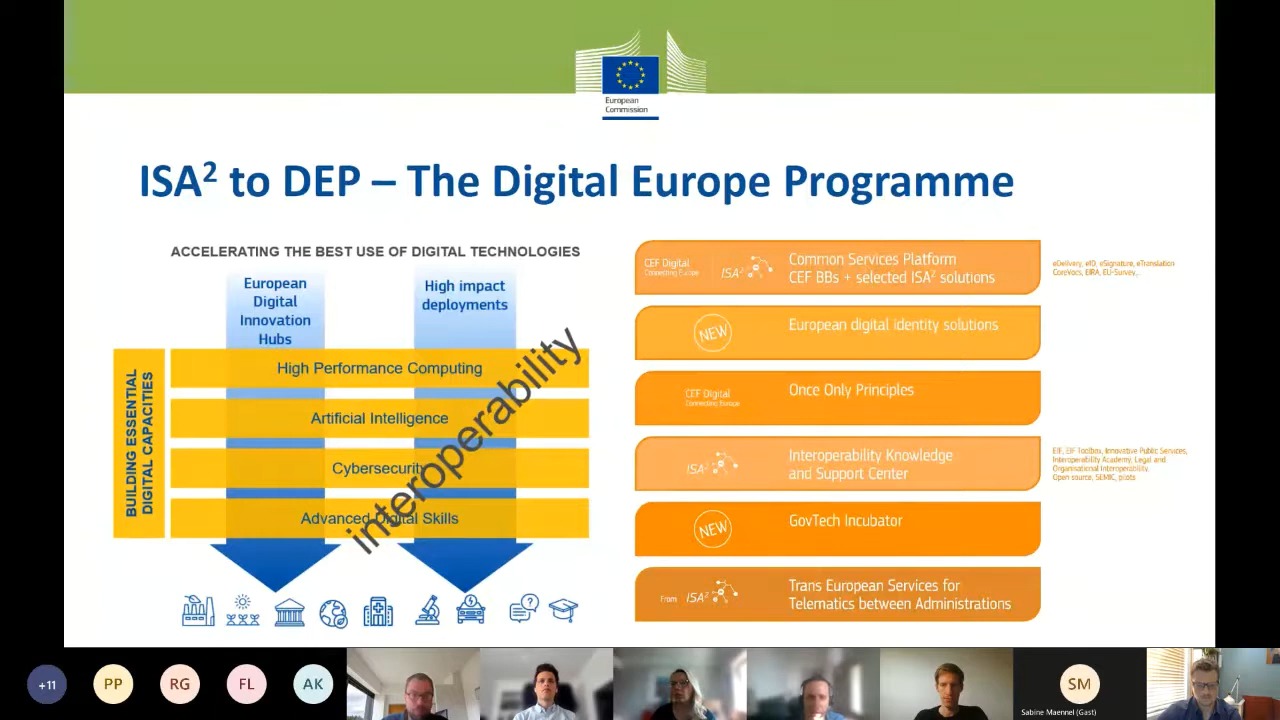 European
Commission
ISA² to DEP – The Digital Europe Programme
ACCELERATING THE BEST USE OF DIGITAL TECHNOLOGIES
European
Digital
Innovation
Hubs
High impact
deployments
BUILDING ESSENTIAL
DIGITAL CAPACITIES
High Performance Computing
Artificial Intelligence
Cybersecurity
Advanced Digital Skills
interoperability
CEF Digital
Connecting Europe
ISA²
Common Services Platform
CEF BBs + selected ISA² solutions
eDelivery, eID, eSignature, eTranslation
CoreVocs, EIRA, EU-Survey,...
NEW
European digital identity solutions
CEF Digital
Connecting Europe
Once Only Principles
ISA²
Interoperability Knowledge
and Support Center
EIF, EIF Toolbox, Innovative Public Services,
Interoperability Academy, Legal and
Organisational Interoperability,
Open source, SEMIC, pilots
NEW
GovTech Incubator
From ISA²
Trans European Services for
Telematics between Administrations
+11
PP
RG
FL
AK
SM
Sabine Maennel (Gast)